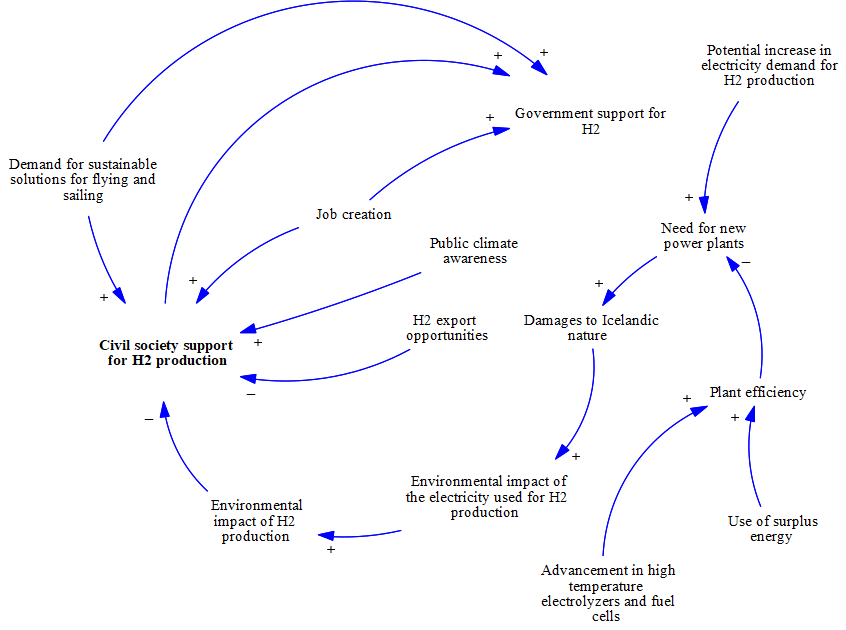 Potential increase in
electricity demand for
H2 production
+
+
Government support for
H2
+
Demand for sustainable
solutions for flying and
sailing
+
Job creation
Need for new
power plants
Public climate
awareness
–
+
+
+
H2 export
opportunities
Damages to Icelandic
nature
Civil society support
for H2 production
+
–
Plant efficiency
+
+
–
+
Environmental impact of
the electricity used for H2
production
Environmental
impact of H2
production
Use of surplus
energy
+
Advancement in high
temperature
electrolyzers and fuel
cells